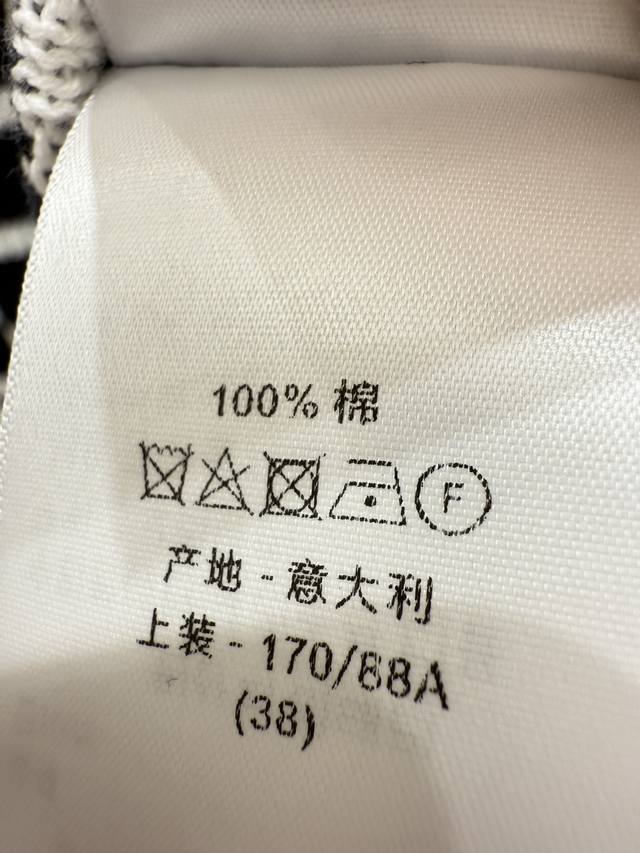 100% 棉
F
产地 - 意大利
上装 - 170/88A
(38)